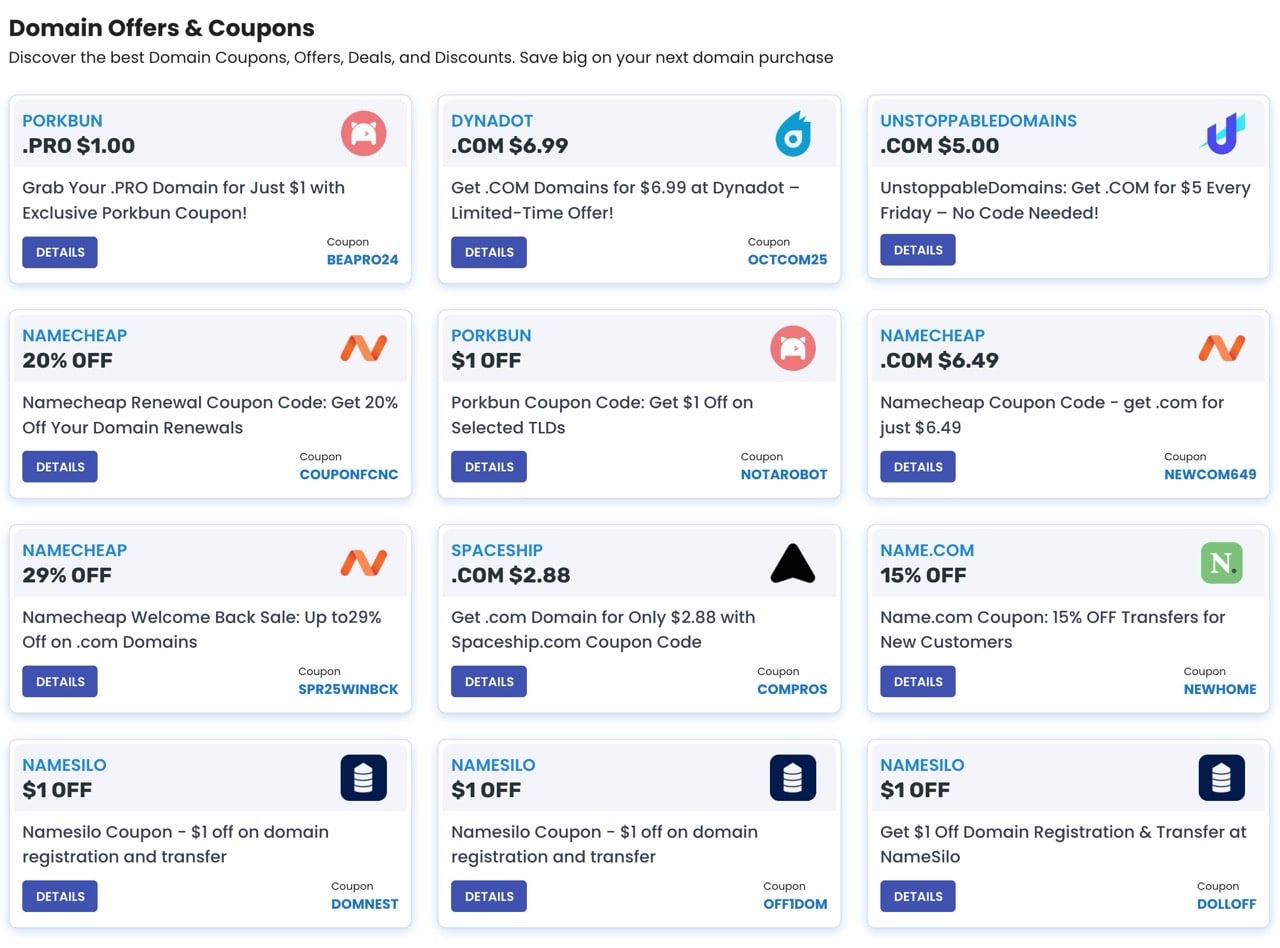 Domain Offers & Coupons
Discover the best Domain Coupons, Offers, Deals, and Discounts. Save big on your next domain purchase
PORKBUN
.PRO $1.00
Grab Your .PRO Domain for Just $1 with
Exclusive Porkbun Coupon!
DETAILS
Coupon
BEAPRO24
DYNADOT
.COM $6.99
Get .COM Domains for $6.99 at Dynadot –
Limited-Time Offer!
DETAILS
Coupon
OCTCOM25
UNSTOPPABLEDOMAINS
.COM $5.00
UnstoppableDomains: Get .COM for $5 Every
Friday – No Code Needed!
DETAILS
NAMECHEAP
20% OFF
Namecheap Renewal Coupon Code: Get 20%
Off Your Domain Renewals
DETAILS
Coupon
COUPONFCNC
PORKBUN
$1 OFF
Porkbun Coupon Code: Get $1 Off on
Selected TLDs
DETAILS
Coupon
NOTAROBOT
NAMECHEAP
.COM $6.49
Namecheap Coupon Code - get .com for
just $6.49
DETAILS
Coupon
NEWCOM649
NAMECHEAP
29% OFF
Namecheap Welcome Back Sale: Up to29%
Off on .com Domains
DETAILS
Coupon
SPR25WINBCK
SPACESHIP
.COM $2.88
Get .com Domain for Only $2.88 with
Spaceship.com Coupon Code
DETAILS
Coupon
COMPROS
NAME.COM
15% OFF
N.
Name.com Coupon: 15% OFF Transfers for
New Customers
DETAILS
Coupon
NEWHOME
NAMESILO
$1 OFF
Namesilo Coupon - $1 off on domain
registration and transfer
DETAILS
Coupon
DOMNEST
NAMESILO
$1 OFF
Namesilo Coupon - $1 off on domain
registration and transfer
DETAILS
Coupon
OFF1DOM
NAMESILO
$1 OFF
Get $1 Off Domain Registration & Transfer at
NameSilo
DETAILS
Coupon
DOLLOFF